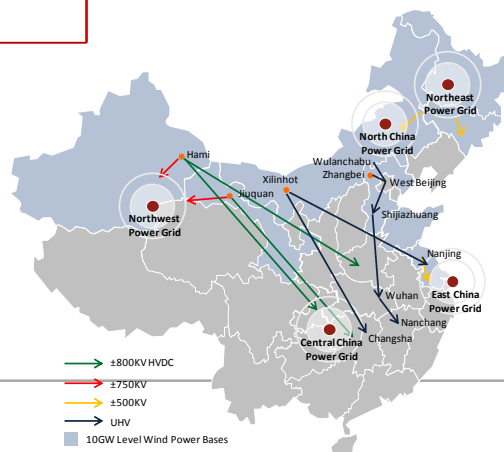 Northeast
Power Grid
North China
Power Grid
Hami
Wulanchabu
Zhangbei
West Beijing
Xilinhot
Jiuquan
Northwest
Power Grid
Shijiazhuang
Nanjing
East China
Power Grid
Wuhan
Nanchang
Changsha
Central China
Power Grid
±800KV HVDC
±750KV
±500KV
UHV
10GW Level Wind Power Bases